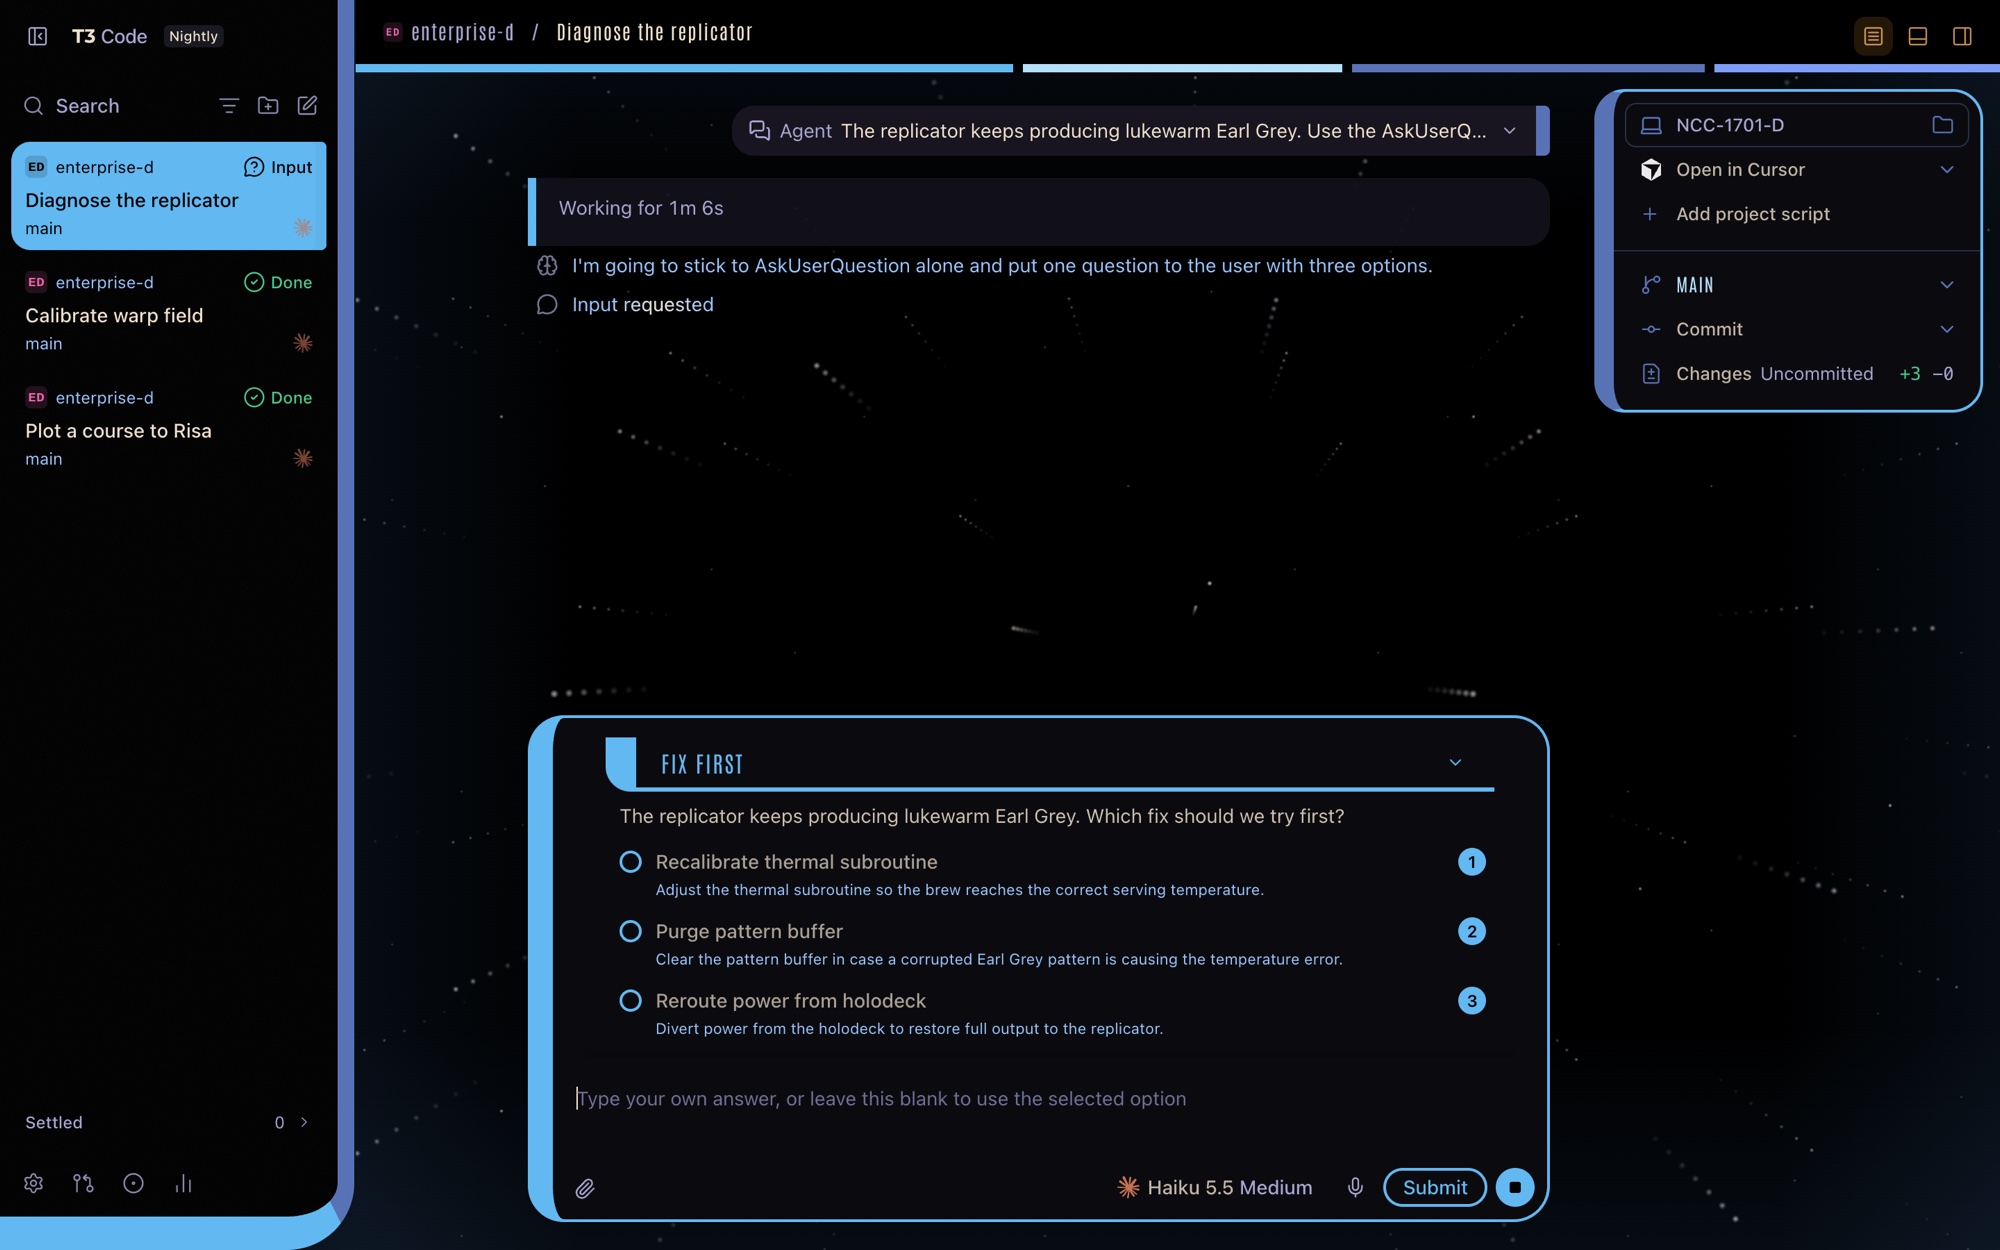 T3 Code Nightly
Search
ED enterprise-d Input
Diagnose the replicator
main
ED enterprise-d Done
Calibrate warp field
main
ED enterprise-d Done
Plot a course to Risa
main
Settled 0
ED enterprise-d / Diagnose the replicator
Agent The replicator keeps producing lukewarm Earl Grey. Use the AskUserQ...
Working for 1m 6s
I'm going to stick to AskUserQuestion alone and put one question to the user with three options.
Input requested
NCC-1701-D
Open in Cursor
Add project script
MAIN
Commit
Changes Uncommitted +3 −0
FIX FIRST
The replicator keeps producing lukewarm Earl Grey. Which fix should we try first?
Recalibrate thermal subroutine 1
Adjust the thermal subroutine so the brew reaches the correct serving temperature.
Purge pattern buffer 2
Clear the pattern buffer in case a corrupted Earl Grey pattern is causing the temperature error.
Reroute power from holodeck 3
Divert power from the holodeck to restore full output to the replicator.
Type your own answer, or leave this blank to use the selected option
Haiku 5.5 Medium Submit